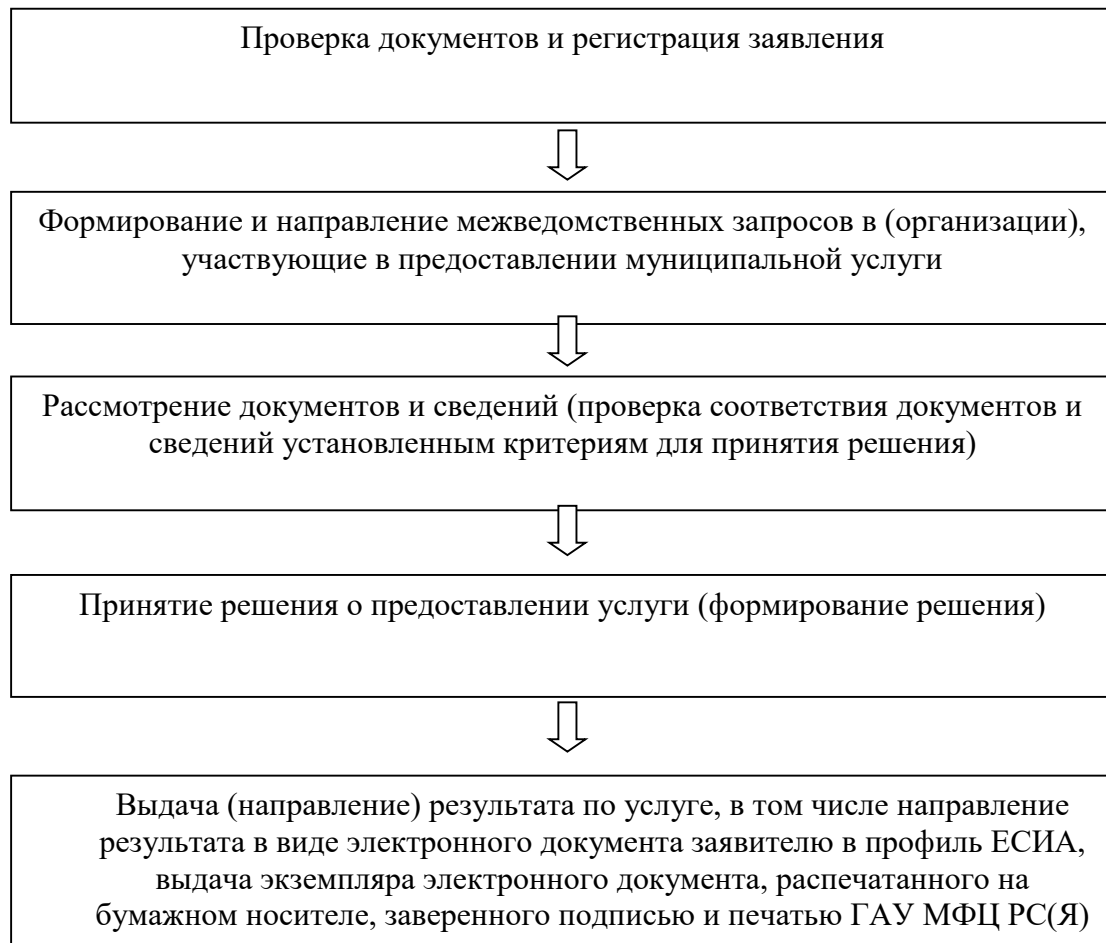 Проверка документов и регистрация заявления
Формирование и направление межведомственных запросов в (организации),
участвующие в предоставлении муниципальной услуги
Рассмотрение документов и сведений (проверка соответствия документов и
сведений установленным критериям для принятия решения)
Принятие решения о предоставлении услуги (формирование решения)
Выдача (направление) результата по услуге, в том числе направление
результата в виде электронного документа заявителю в профиль ЕСИА,
выдача экземпляра электронного документа, распечатанного на
бумажном носителе, заверенного подписью и печатью ГАУ МФЦ РС(Я)